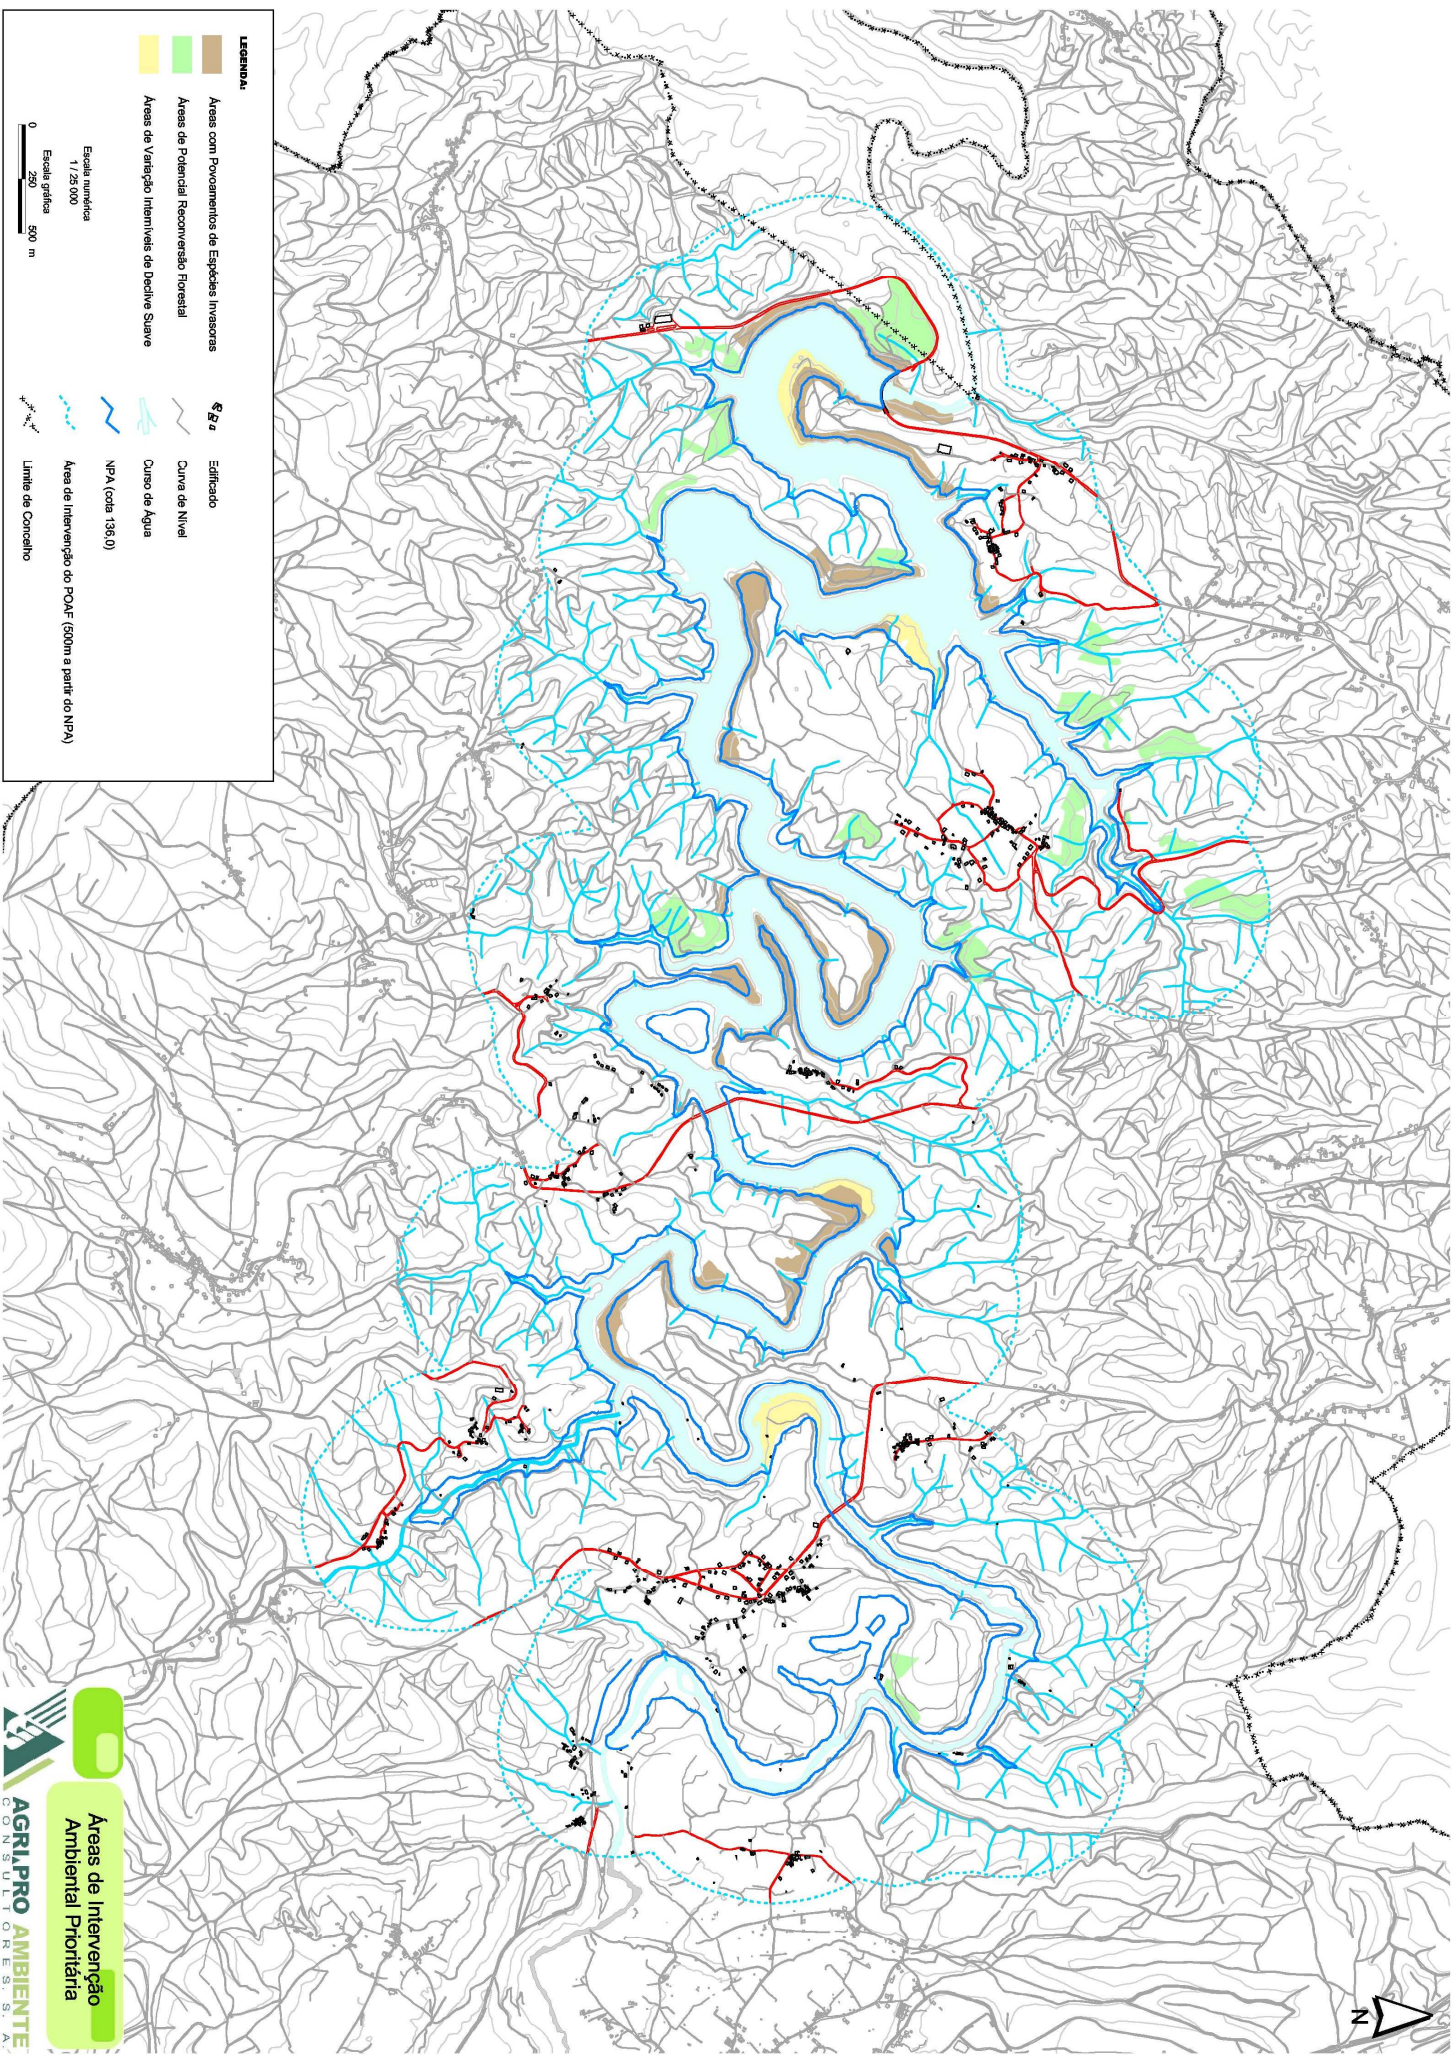 LEGENDA:
Áreas com Povoamentos de Espécies Invasoras
Áreas de Potencial Reconversão Florestal
Áreas de Variação Interníveis de Declive Suave
Escala numérica
1 / 25 000
Escala gráfica
0 250 500 m
Edificado
Curva de Nível
Curso de Água
NPA (cota 136,0)
Área de Intervenção do POAF (500m a partir do NPA)
Limite de Concelho
Áreas de Intervenção
Ambiental Prioritária
AGRI.PRO AMBIENTE
CONSULTORES, S. A.
N